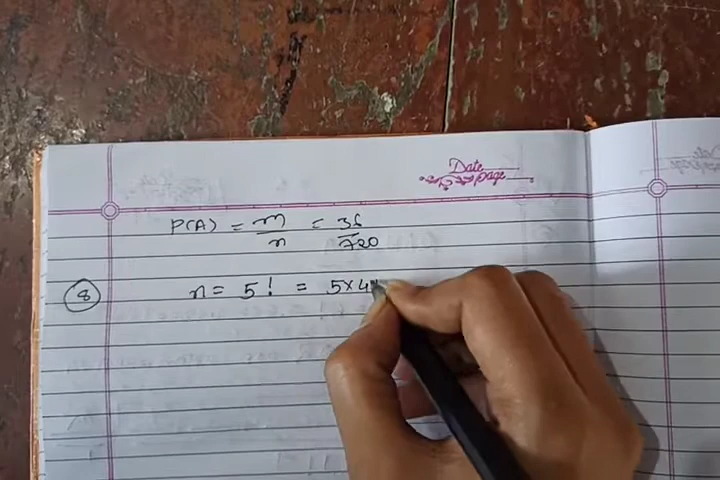 Date
Page
P(A) = m/n = 36/720
8 n = 5! = 5×4×